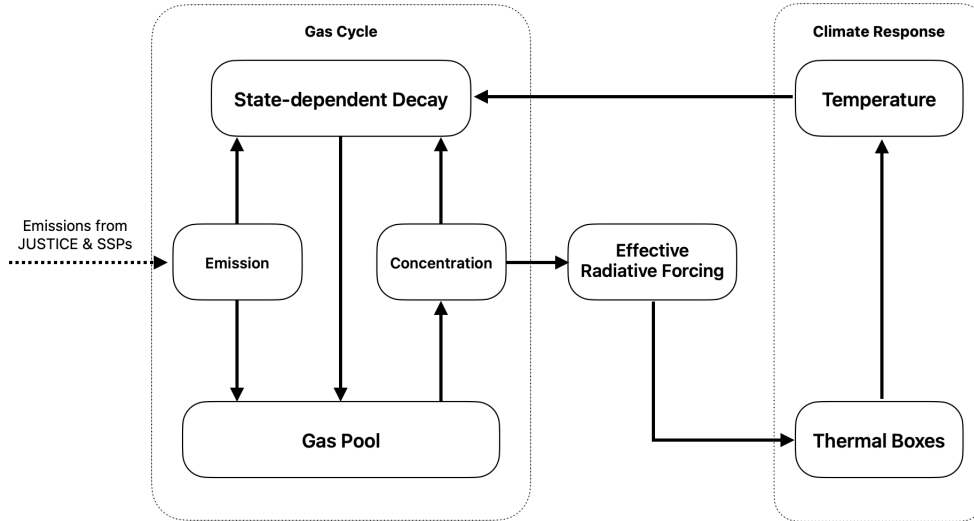 Gas Cycle
Climate Response
State-dependent Decay
Temperature
Emissions from
JUSTICE & SSPs
Emission
Concentration
Effective
Radiative Forcing
Gas Pool
Thermal Boxes